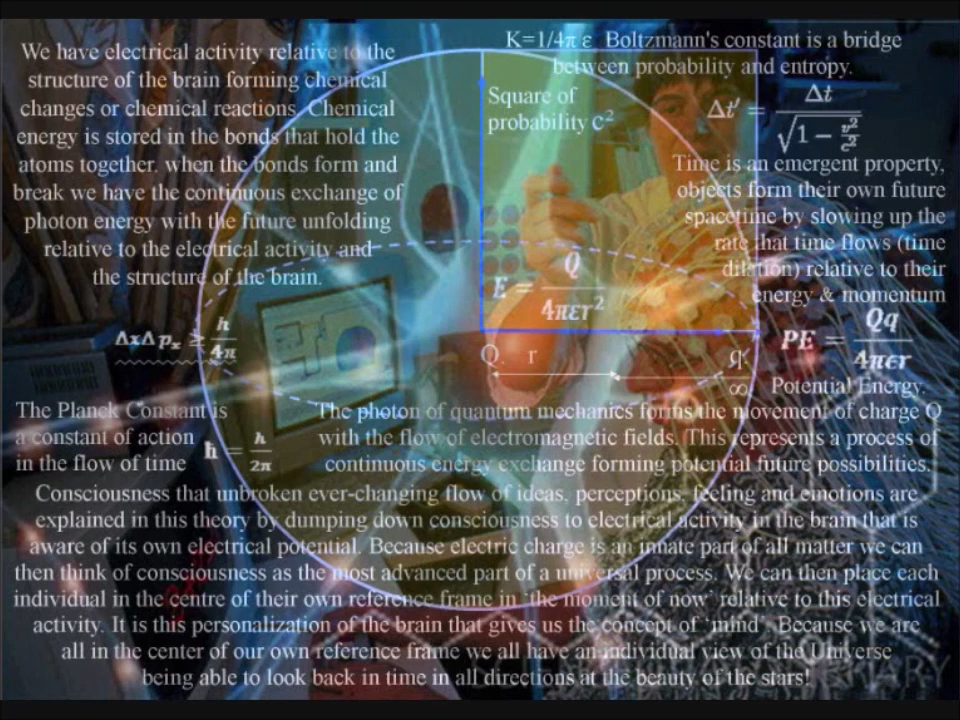 We have electrical activity relative to the
structure of the brain forming chemical
changes or chemical reactions. Chemical
energy is stored in the bonds that hold the
atoms together, when the bonds form and
break we have the continuous exchange of
photon energy with the future unfolding
relative to the electrical activity and
the structure of the brain.
K=1/4π ε Boltzmann's constant is a bridge
between probability and entropy.
Square of
probability c²
Δt′ = Δt / √1 − v²/c²
Time is an emergent property,
objects form their own future
spacetime by slowing up the
rate that time flows (time
dilation) relative to their
energy & momentum
E = Q / 4πεr²
ΔxΔpₓ ≥ h/4π
PE = Qq / 4πϵr
Q. r q
∞
Potential Energy.
The Planck Constant is
a constant of action
in the flow of time
ħ = h/2π
The photon of quantum mechanics forms the movement of charge Q
with the flow of electromagnetic fields. This represents a process of
continuous energy exchange forming potential future possibilities.
Consciousness that unbroken ever-changing flow of ideas, perceptions, feeling and emotions are
explained in this theory by dumping down consciousness to electrical activity in the brain that is
aware of its own electrical potential. Because electric charge is an innate part of all matter we can
then think of consciousness as the most advanced part of a universal process. We can then place each
individual in the centre of their own reference frame in 'the moment of now' relative to this electrical
activity. It is this personalization of the brain that gives us the concept of 'mind'. Because we are
all in the center of our own reference frame we all have an individual view of the Universe
being able to look back in time in all directions at the beauty of the stars!